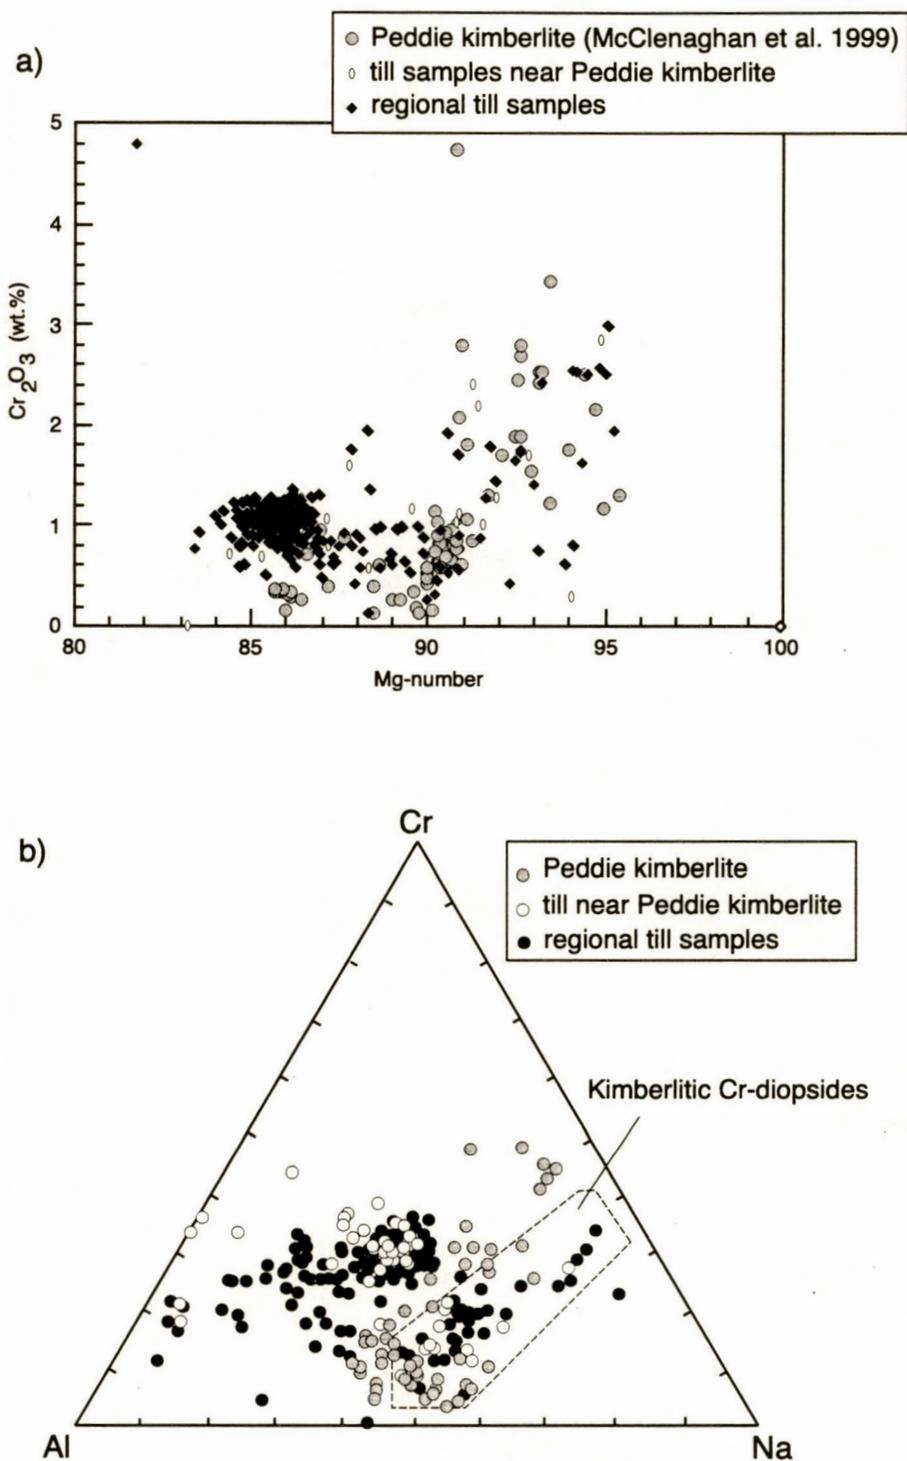 a)
Peddie kimberlite (McClenaghan et al. 1999)
till samples near Peddie kimberlite
regional till samples
5
4
3
2
1
0
Cr2O3 (wt.%)
80 85 90 95 100
Mg-number
b)
Cr
Peddie kimberlite
till near Peddie kimberlite
regional till samples
Kimberlitic Cr-diopsides
Al
Na